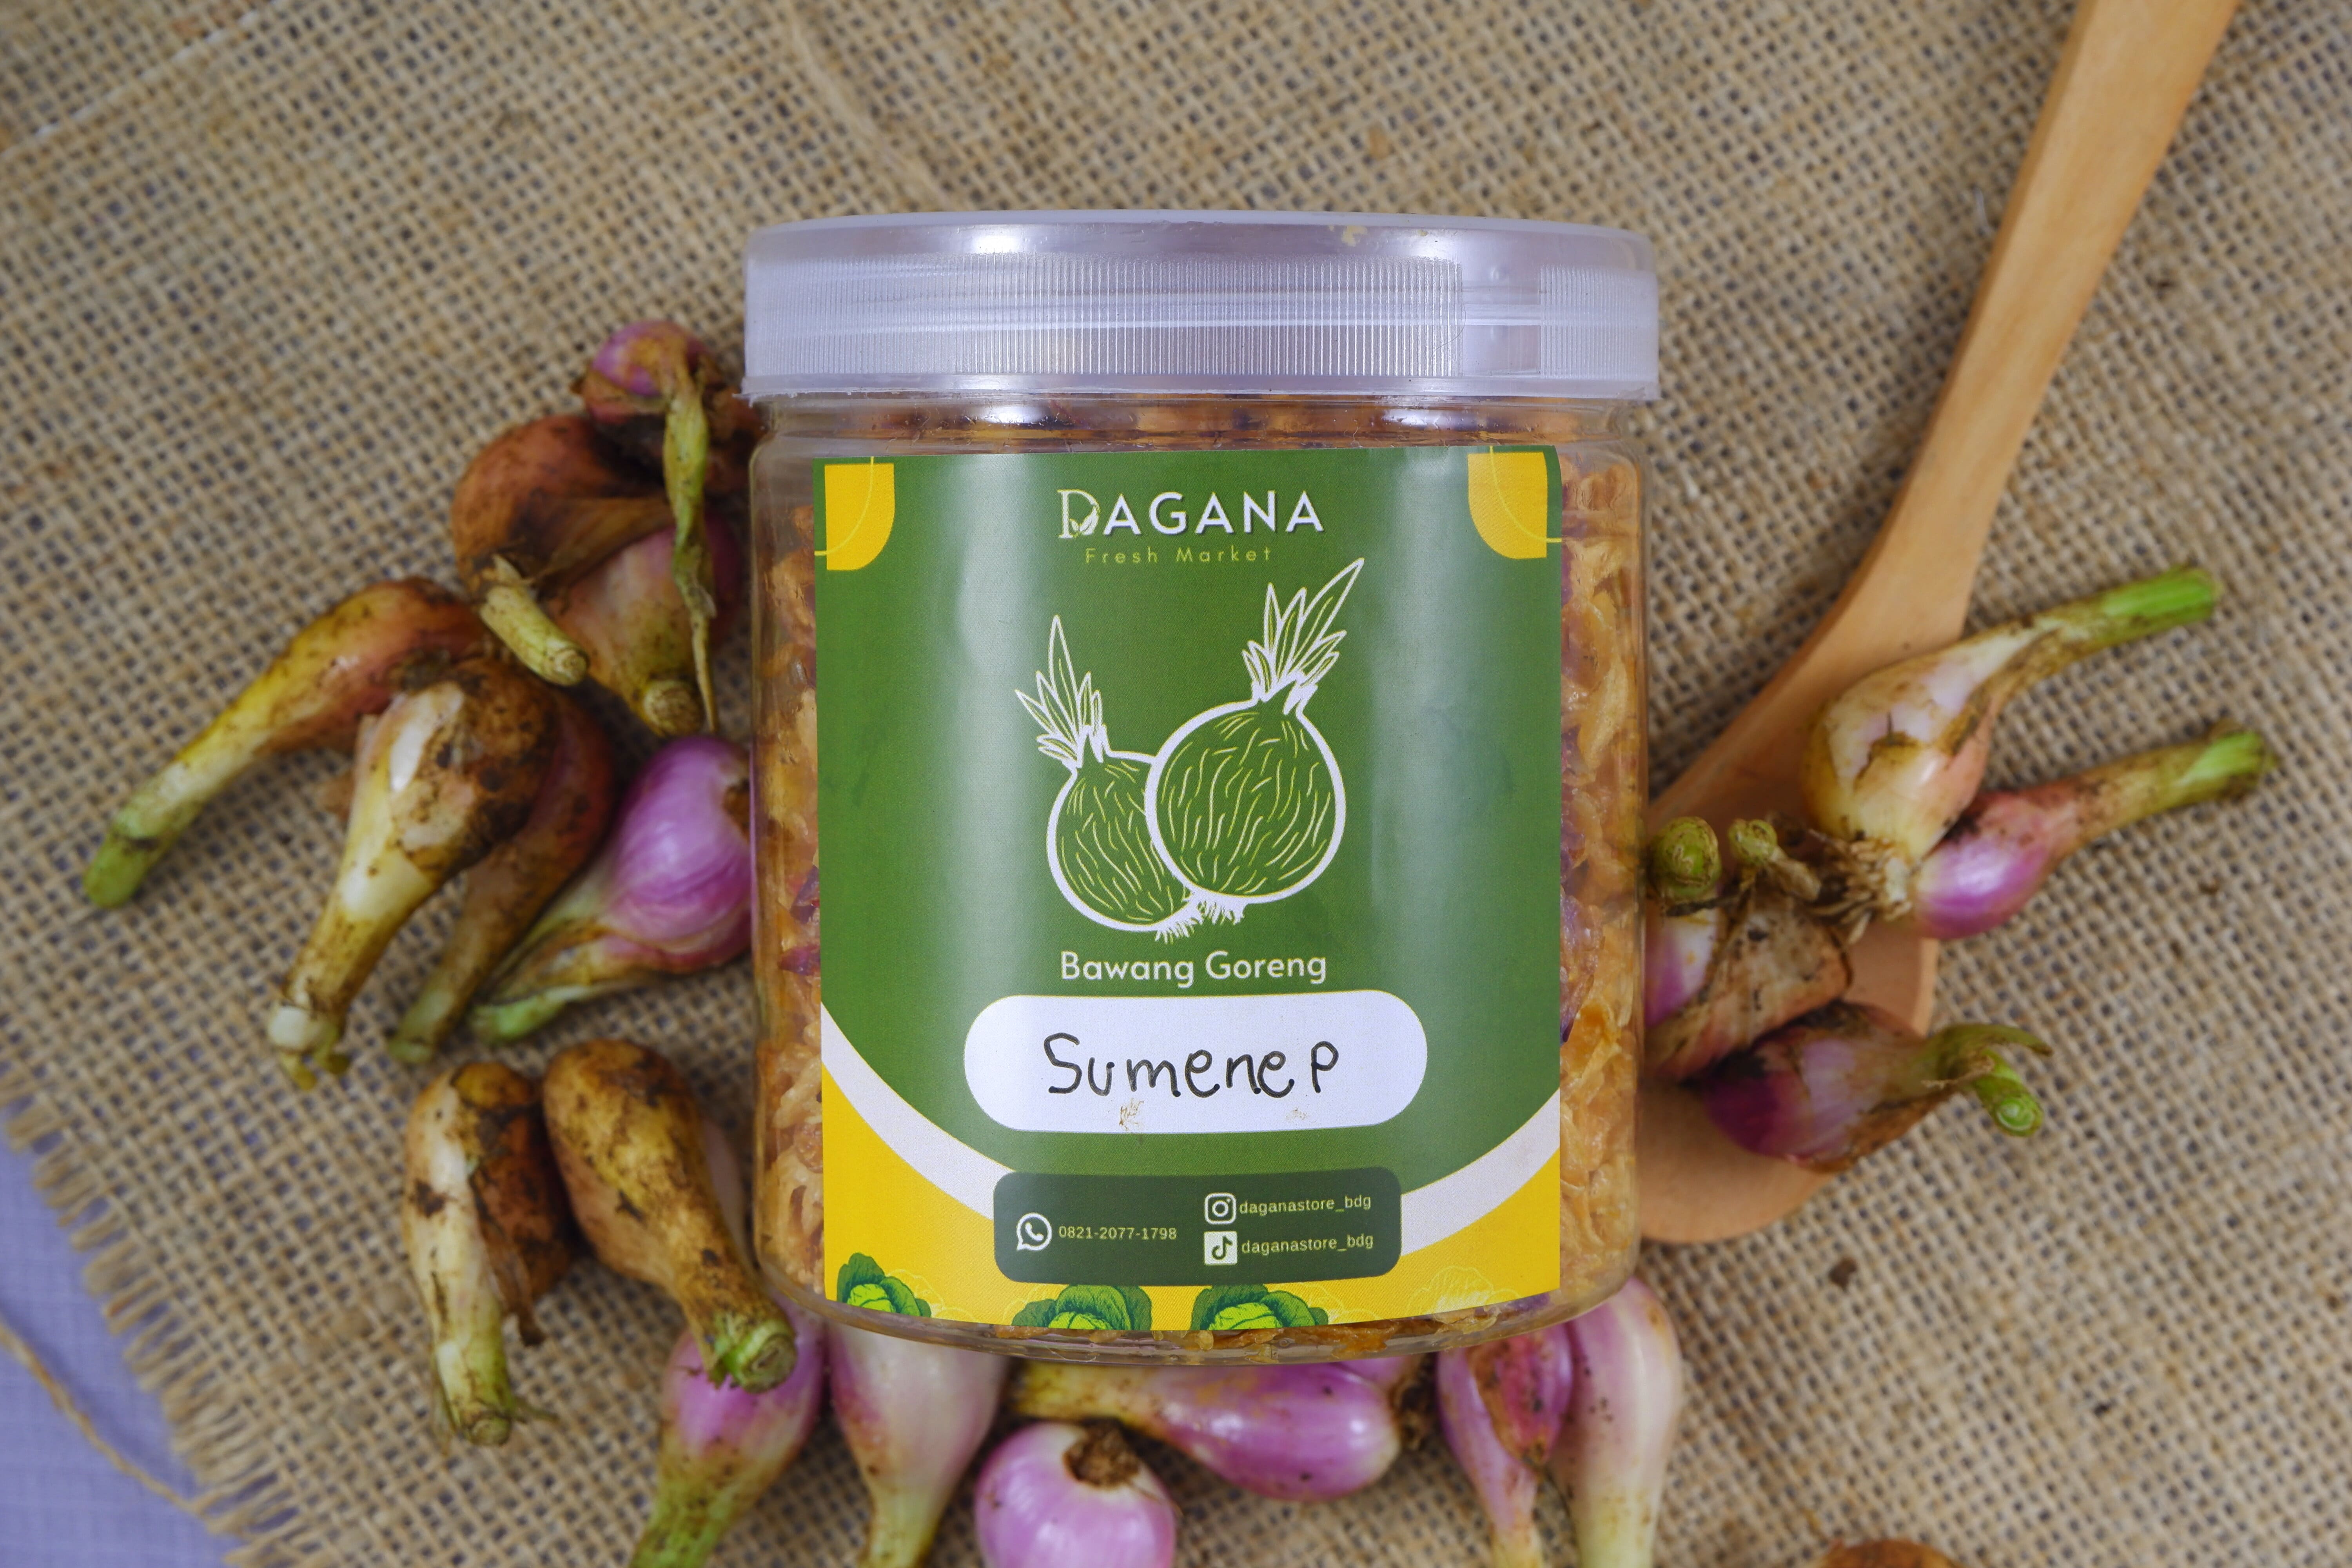 DAGANA
Fresh Market
Bawang Goreng
Sumenep
0821-2077-1798
daganastore_bdg
daganastore_bdg